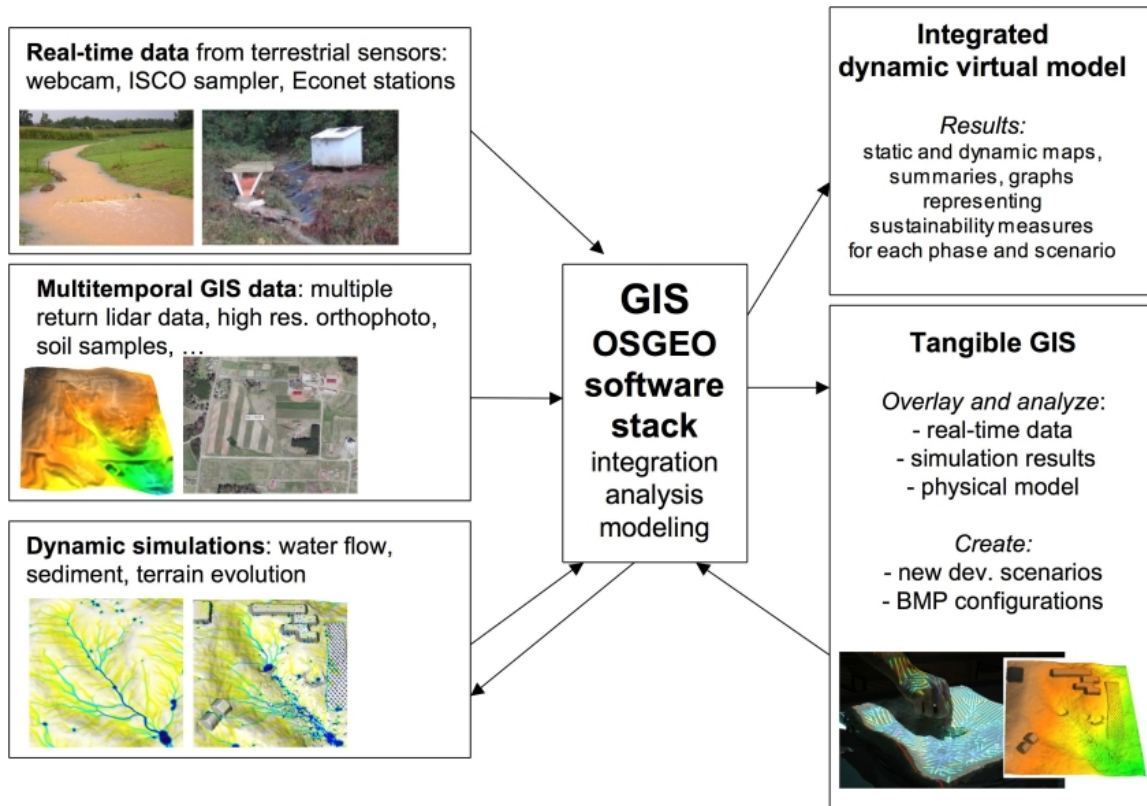 Real-time data from terrestrial sensors:
webcam, ISCO sampler, Econet stations
Multitemporal GIS data: multiple
return lidar data, high res. orthophoto,
soil samples, ...
Dynamic simulations: water flow,
sediment, terrain evolution
GIS
OSGEO
software
stack
integration
analysis
modeling
Integrated
dynamic virtual model
Results:
static and dynamic maps,
summaries, graphs
representing
sustainability measures
for each phase and scenario
Tangible GIS
Overlay and analyze:
- real-time data
- simulation results
- physical model
Create:
- new dev. scenarios
- BMP configurations